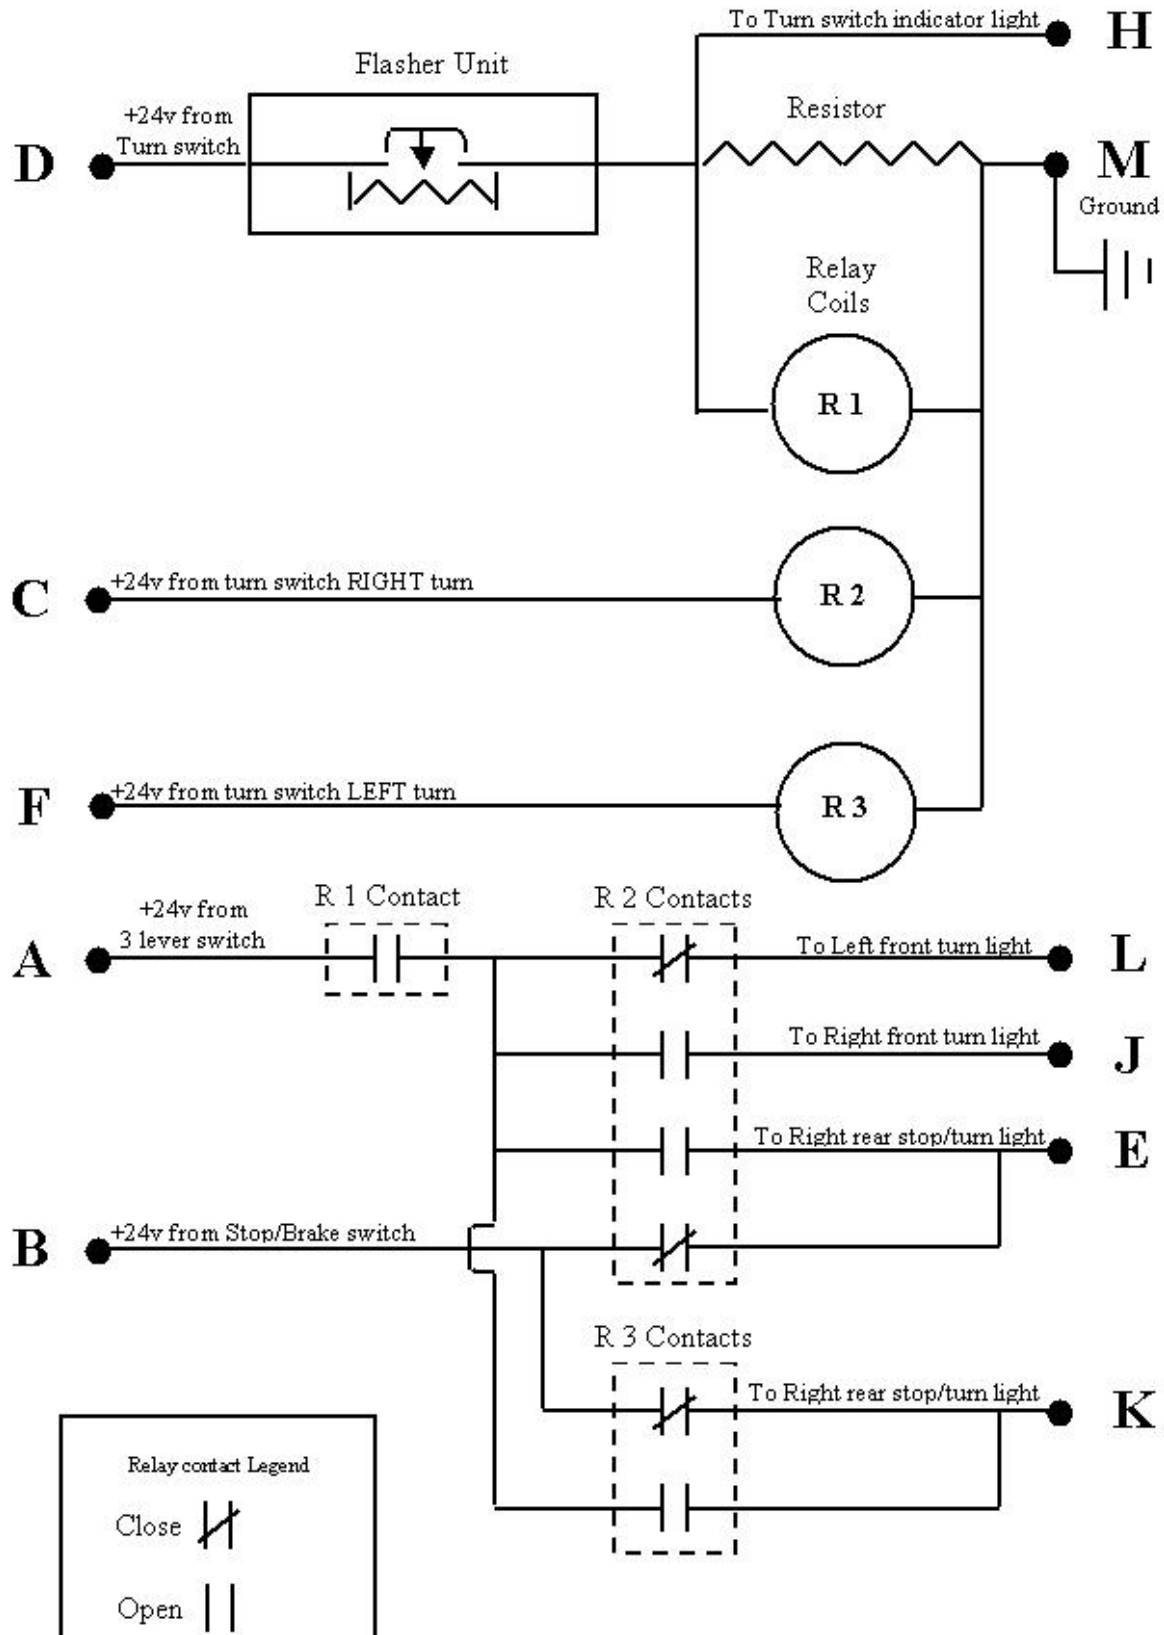 To Turn switch indicator light
H
Flasher Unit
+24v from
Turn switch
D
Resistor
M
Ground
Relay
Coils
R 1
C
+24v from turn switch RIGHT turn
R 2
F
+24v from turn switch LEFT turn
R 3
R 1 Contact
R 2 Contacts
+24v from
3 lever switch
A
To Left front turn light
L
To Right front turn light
J
To Right rear stop/turn light
E
B
+24v from Stop/Brake switch
R 3 Contacts
To Right rear stop/turn light
K
Relay contact Legend
Close
Open